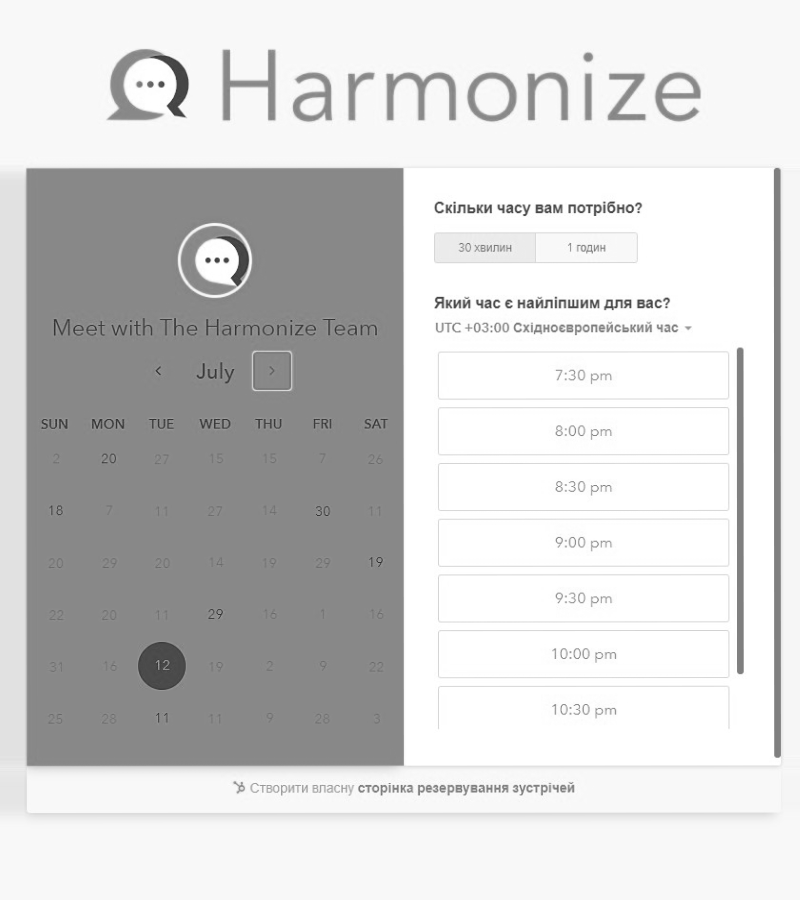 Harmonize
Meet with The Harmonize Team
July
SUN MON TUE WED THU FRI SAT
2 20 27 15 15 7 26
18 7 11 27 14 30 11
20 29 20 14 19 29 19
22 20 11 29 16 1 16
31 16 12 19 2 9 22
25 28 11 11 9 28 3
Скільки часу вам потрібно?
30 хвилин 1 годин
Який час є найліпшим для вас?
UTC +03:00 Східноєвропейський час
7:30 pm
8:00 pm
8:30 pm
9:00 pm
9:30 pm
10:00 pm
10:30 pm
Створити власну сторінка резервування зустрічей